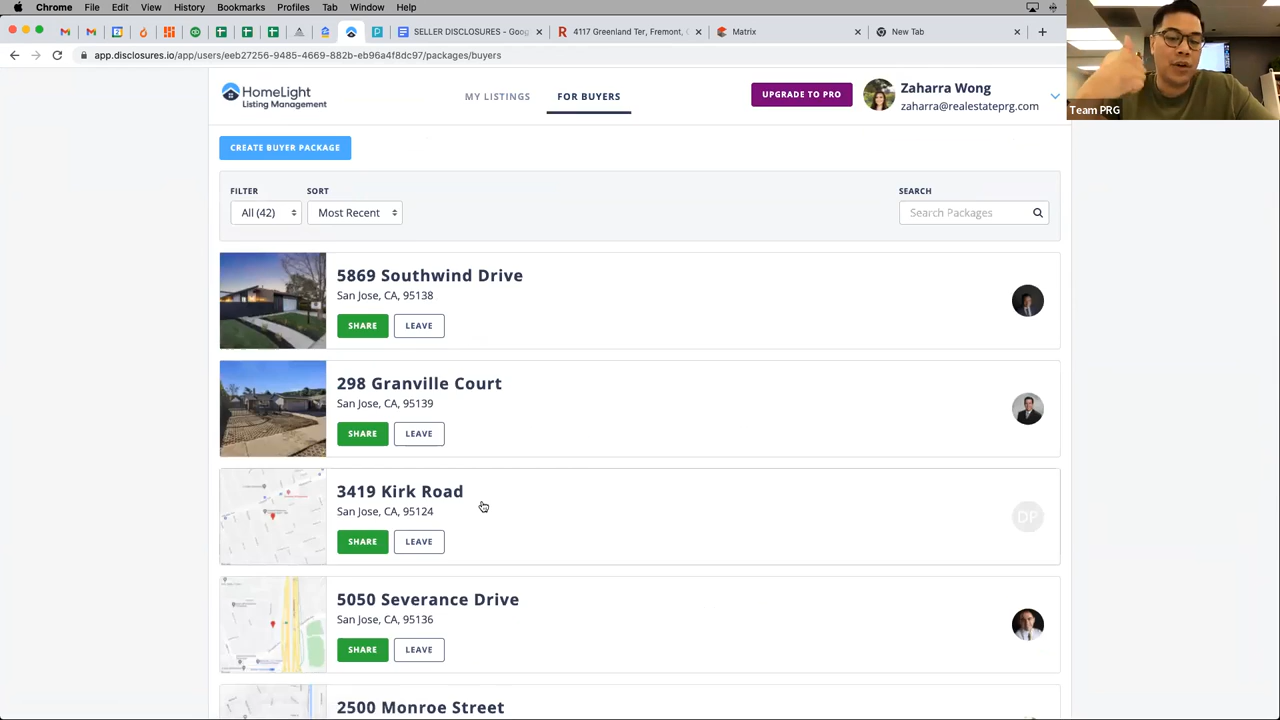 Chrome File Edit View History Bookmarks Profiles Tab Window Help
SELLER DISCLOSURES - Goog
4117 Greenland Ter, Fremont,
Matrix
New Tab
app.disclosures.io/app/users/eeb27256-9485-4669-882b-eb86a4f8dc97/packages/buyers
Team PRG
HomeLight
Listing Management
MY LISTINGS
FOR BUYERS
UPGRADE TO PRO
Zaharra Wong
zaharra@realestateprg.com
CREATE BUYER PACKAGE
FILTER
SORT
SEARCH
All (42)
Most Recent
Search Packages
5869 Southwind Drive
San Jose, CA, 95138
SHARE LEAVE
298 Granville Court
San Jose, CA, 95139
SHARE LEAVE
3419 Kirk Road
San Jose, CA, 95124
DP
SHARE LEAVE
5050 Severance Drive
San Jose, CA, 95136
SHARE LEAVE
2500 Monroe Street